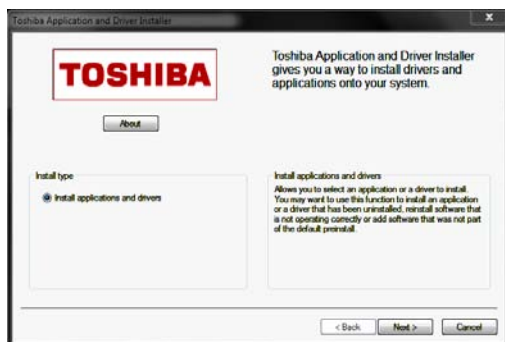 Toshiba Application and Driver Installer
X
TOSHIBA
About
Toshiba Application and Driver Installer
gives you a way to install drivers and
applications onto your system.
Install type
Install applications and drivers
Install applications and drivers
Allows you to select an application or a driver to install.
You may want to use this function to install an application
or a driver that has been uninstalled, reinstall software that
is not operating correctly or add software that was not part
of the default preinstall.
< Back
Next >
Cancel